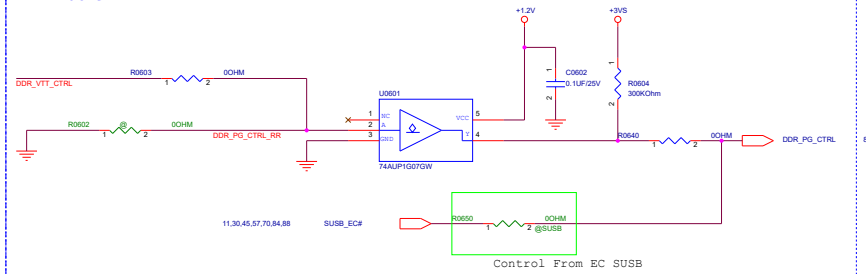 +1.2V
+3VS
R0603
0OHM
1
2
DDR_VTT_CTRL
C0602
0.1UF/25V
1
2
R0604
300KOhm
1
2
U0601
1
NC
VCC
5
2
A
3
GND
Y
4
74AUP1G07GW
R0602
@
0OHM
1
2
DDR_PG_CTRL_RR
R0640
0OHM
1
2
DDR_PG_CTRL
8
11,30,45,57,70,84,88
SUSB_EC#
R0650
0OHM
1
2
@SUSB
Control From EC SUSB